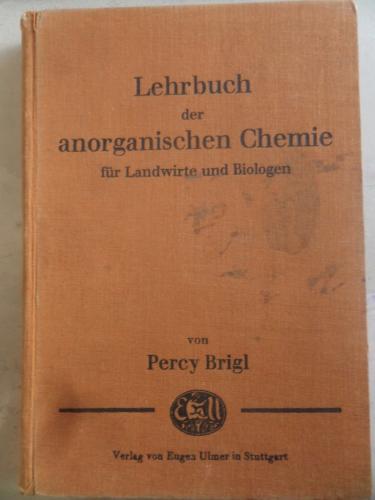 Lehrbuch
der
anorganischen Chemie
für Landwirte und Biologen
von
Percy Brigl
Verlag von Eugen Ulmer in Stuttgart